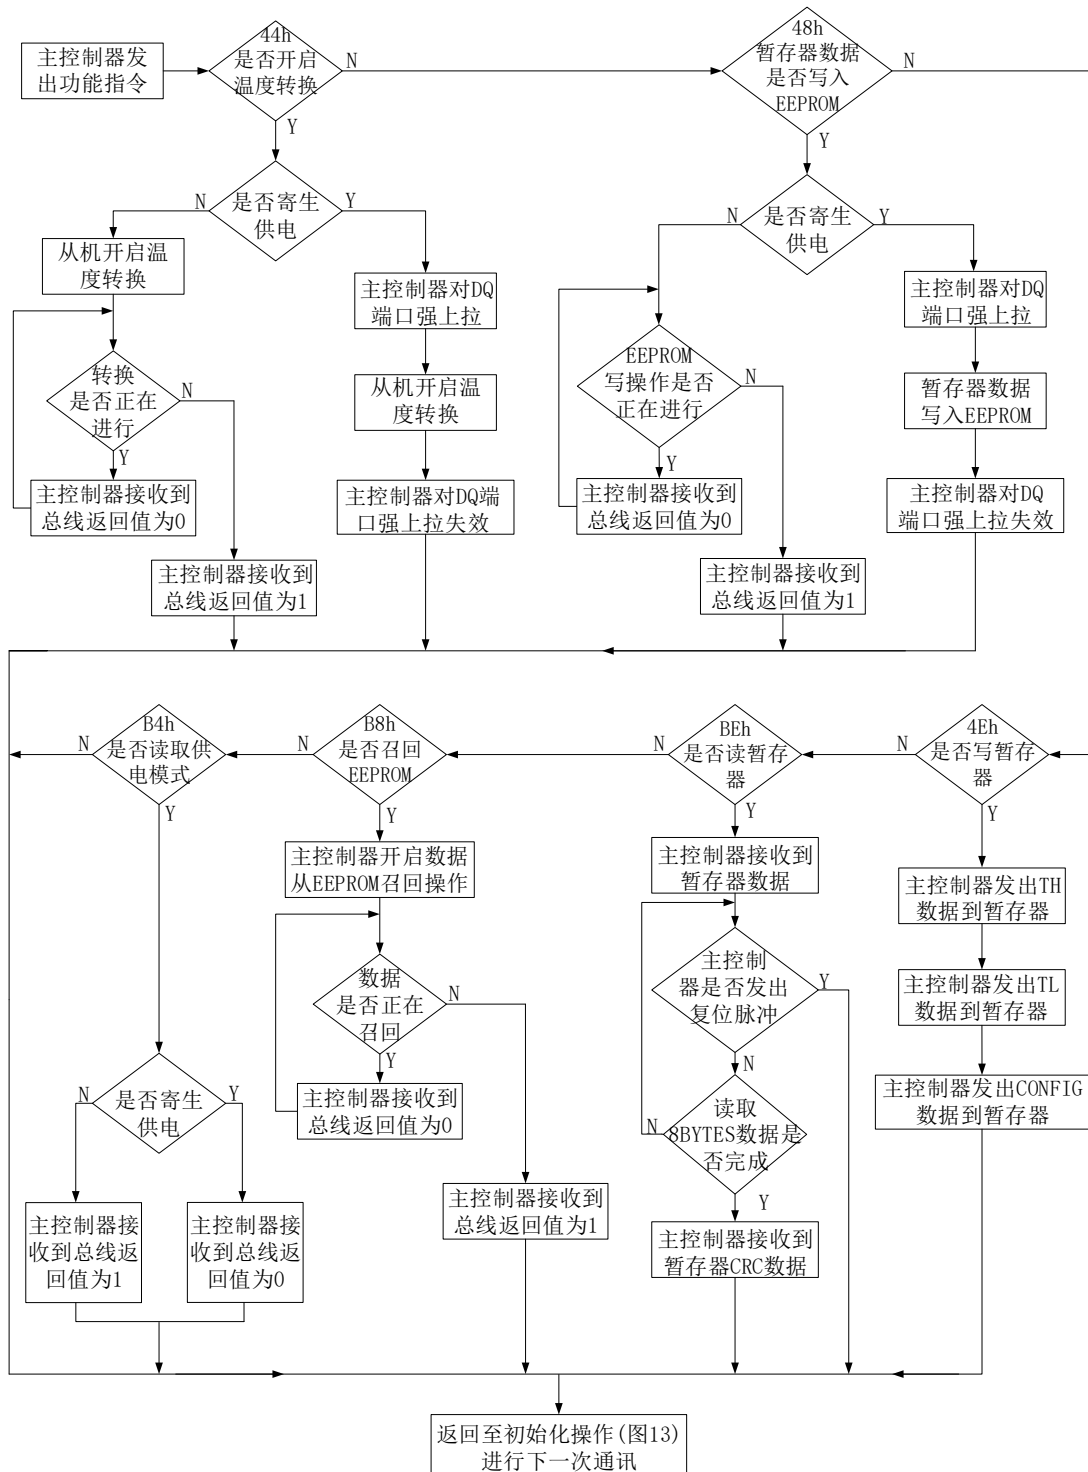 主控制器发
出功能指令
44h
是否开启
温度转换
N
Y
48h
暂存器数据
是否写入
EEPROM
N
Y
是否寄生
供电
N
Y
从机开启温
度转换
转换
是否正在
进行
N
Y
主控制器接收到
总线返回值为0
主控制器接收到
总线返回值为1
主控制器对DQ
端口强上拉
从机开启温
度转换
主控制器对DQ端
口强上拉失效
是否寄生
供电
N
Y
EEPROM
写操作是否
正在进行
N
Y
主控制器接收到
总线返回值为0
主控制器接收到
总线返回值为1
主控制器对DQ
端口强上拉
暂存器数据
写入EEPROM
主控制器对DQ
端口强上拉失效
4Eh
是否写暂存
器
N
Y
主控制器发出TH
数据到暂存器
主控制器发出TL
数据到暂存器
主控制器发出CONFIG
数据到暂存器
BEh
是否读暂存
器
N
Y
主控制器接收到
暂存器数据
主控制
器是否发出
复位脉冲
Y
N
读取
8BYTES数据是
否完成
N
Y
主控制器接收到
暂存器CRC数据
B8h
是否召回
EEPROM
N
Y
主控制器开启数据
从EEPROM召回操作
数据
是否正在
召回
N
Y
主控制器接收到
总线返回值为0
主控制器接收到
总线返回值为1
B4h
是否读取供
电模式
N
Y
是否寄生
供电
N
Y
主控制器接
收到总线返
回值为1
主控制器接
收到总线返
回值为0
返回至初始化操作(图13)
进行下一次通讯